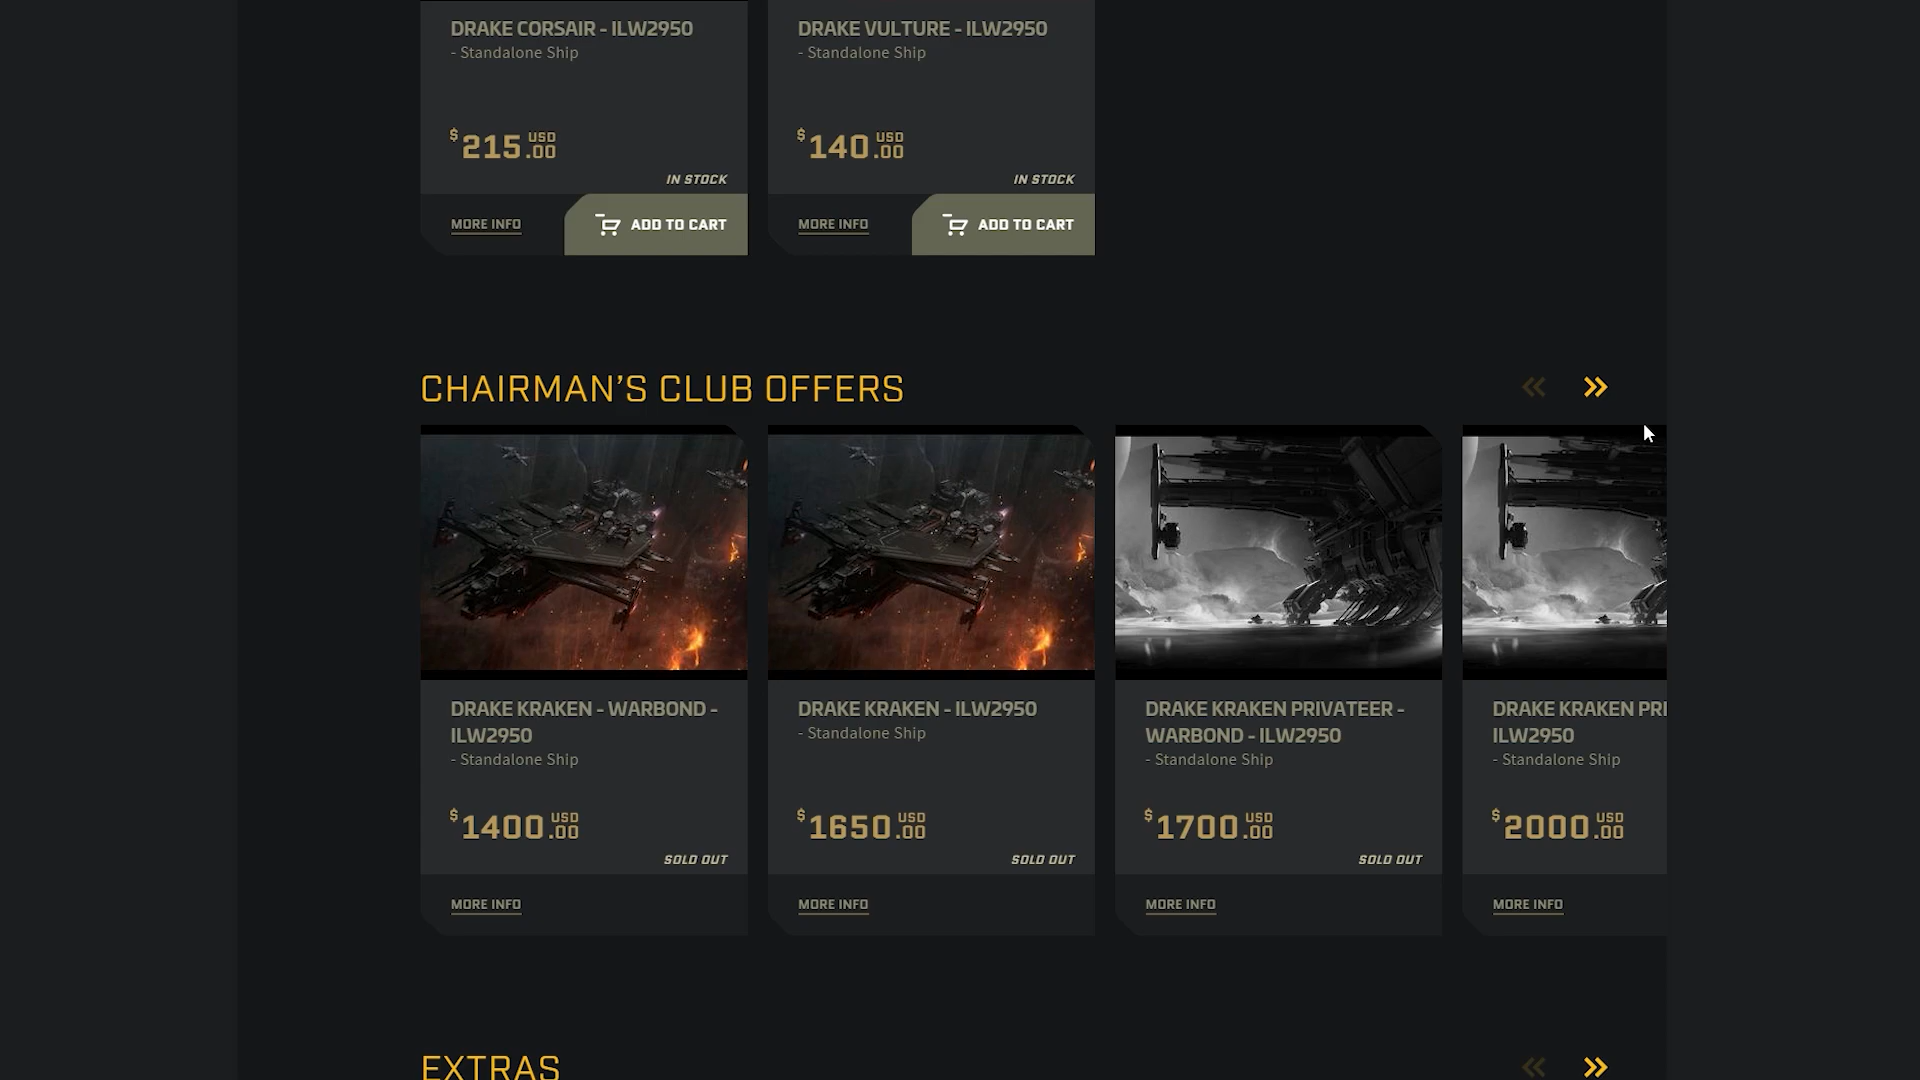 DRAKE CORSAIR - ILW2950
- Standalone Ship
$215.00 USD
IN STOCK
MORE INFO
ADD TO CART
DRAKE VULTURE - ILW2950
- Standalone Ship
$140.00 USD
IN STOCK
MORE INFO
ADD TO CART
CHAIRMAN'S CLUB OFFERS
DRAKE KRAKEN - WARBOND -
ILW2950
- Standalone Ship
$1400.00 USD
SOLD OUT
MORE INFO
DRAKE KRAKEN - ILW2950
- Standalone Ship
$1650.00 USD
SOLD OUT
MORE INFO
DRAKE KRAKEN PRIVATEER -
WARBOND - ILW2950
- Standalone Ship
$1700.00 USD
SOLD OUT
MORE INFO
DRAKE KRAKEN PRI
ILW2950
- Standalone Ship
$2000.00 USD
MORE INFO
EXTRAS